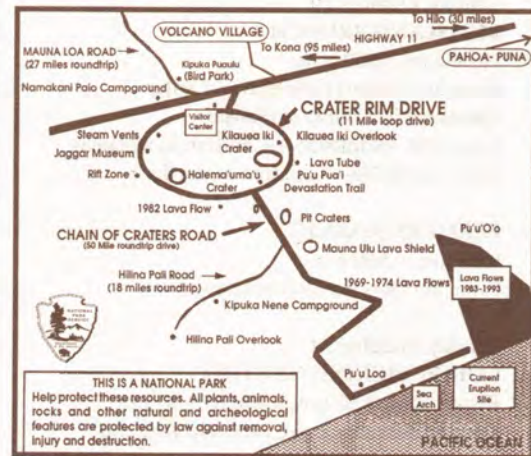 To Hilo (30 miles)
VOLCANO VILLAGE
HIGHWAY 11
MAUNA LOA ROAD
(27 miles roundtrip)
To Kona (95 miles)
PAHOA- PUNA
Kipuka Puaulu
(Bird Park)
Namakani Paio Campground
Visitor
Center
CRATER RIM DRIVE
(11 Mile loop drive)
Steam Vents
Kilauea Iki
Crater
Kilauea Iki Overlook
Jaggar Museum
Lava Tube
Rift Zone
Halema'uma'u
Crater
Pu'u Pua'i
Devastation Trail
1982 Lava Flow
Pit Craters
CHAIN OF CRATERS ROAD
(50 Mile roundtrip drive)
Pu'u'O'o
Mauna Ulu Lava Shield
Hilina Pali Road
(18 miles roundtrip)
1969-1974 Lava Flows
Lava Flows
1983-1993
Kipuka Nene Campground
NATIONAL
PARK
SERVICE
Hilina Pali Overlook
Pu'u Loa
Sea
Arch
Current
Eruption
Site
THIS IS A NATIONAL PARK
Help protect these resources. All plants, animals,
rocks and other natural and archeological
features are protected by law against removal,
injury and destruction.
PACIFIC OCEAN